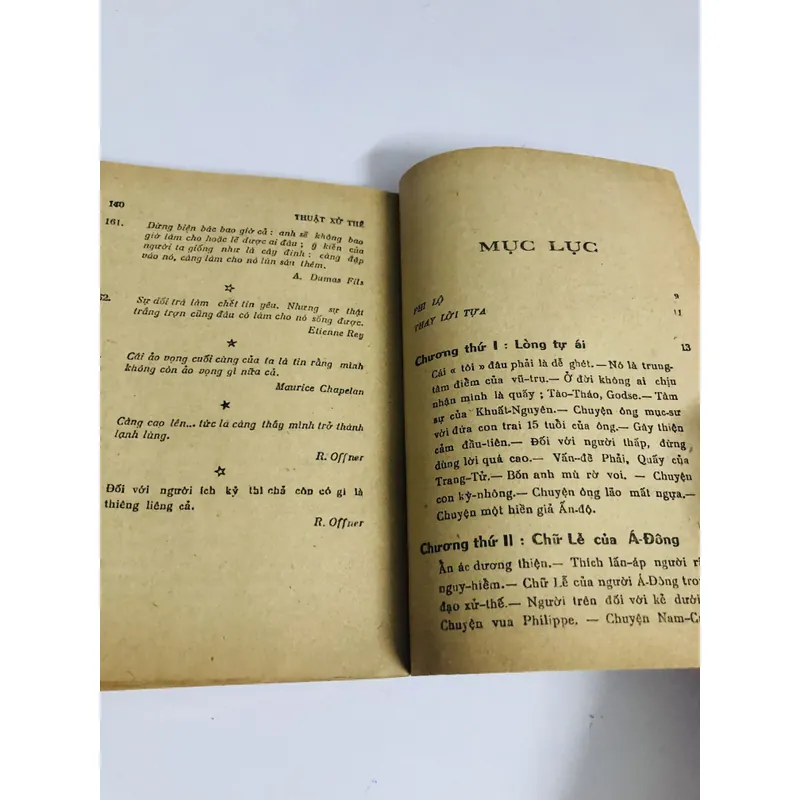 140
THUẬT XỬ THẾ
161.
Đừng biện bác bao giờ cả : anh sẽ không bao
giờ làm cho hoặc lẽ được ai đâu ; ý kiến của
người ta giống như là cây đinh : càng đập
vào nó, càng làm cho nó lún sâu thêm.
A. Dumas Fils
62.
Sự dối trá làm chết tin yêu. Nhưng sự thật
trắng trợn cũng đâu có làm cho nó sống được.
Etienne Rey
Cái ảo vọng cuối cùng của ta là tin rằng mình
không còn ảo vọng gì nữa cả.
Maurice Chapelan
Càng cao lên... tức là càng thấy mình trở thành
lạnh lùng.
R. Offner
Đối với người ích kỷ thì chả còn có gì là
thiêng liêng cả.
R. Offner
MỤC LỤC
PHI LỘ 9
THAY LỜI TỰA 11
Chương thứ I : Lòng tự ái 13
Cái « tôi » đâu phải là dễ ghét.— Nó là trung-
tâm điểm của vũ-trụ.— Ở đời không ai chịu
nhận mình là quấy ; Tào-Tháo, Godse.— Tâm
sự của Khuất-Nguyên.— Chuyện ông mục-sư
với đứa con trai 15 tuổi của ông.— Gây thiện
cảm đầu-tiên.— Đối với người thấp, đừng
dùng lời quá cao.— Vấn-đề Phải, Quấy của
Trang-Tử.— Bốn anh mù rờ voi. — Chuyện
con kỳ-nhông.— Chuyện ông lão mất ngựa.—
Chuyện một hiền giả Ấn-độ.
Chương thứ II : Chữ Lễ của Á-Đông
Ẩn ác dương thiện.— Thích lấn-áp người
nguy-hiểm.— Chữ Lễ của người Á-Đông
đạo xử-thế.— Người trên đối với kẻ dưới
Chuyện vua Philippe. — Chuyện